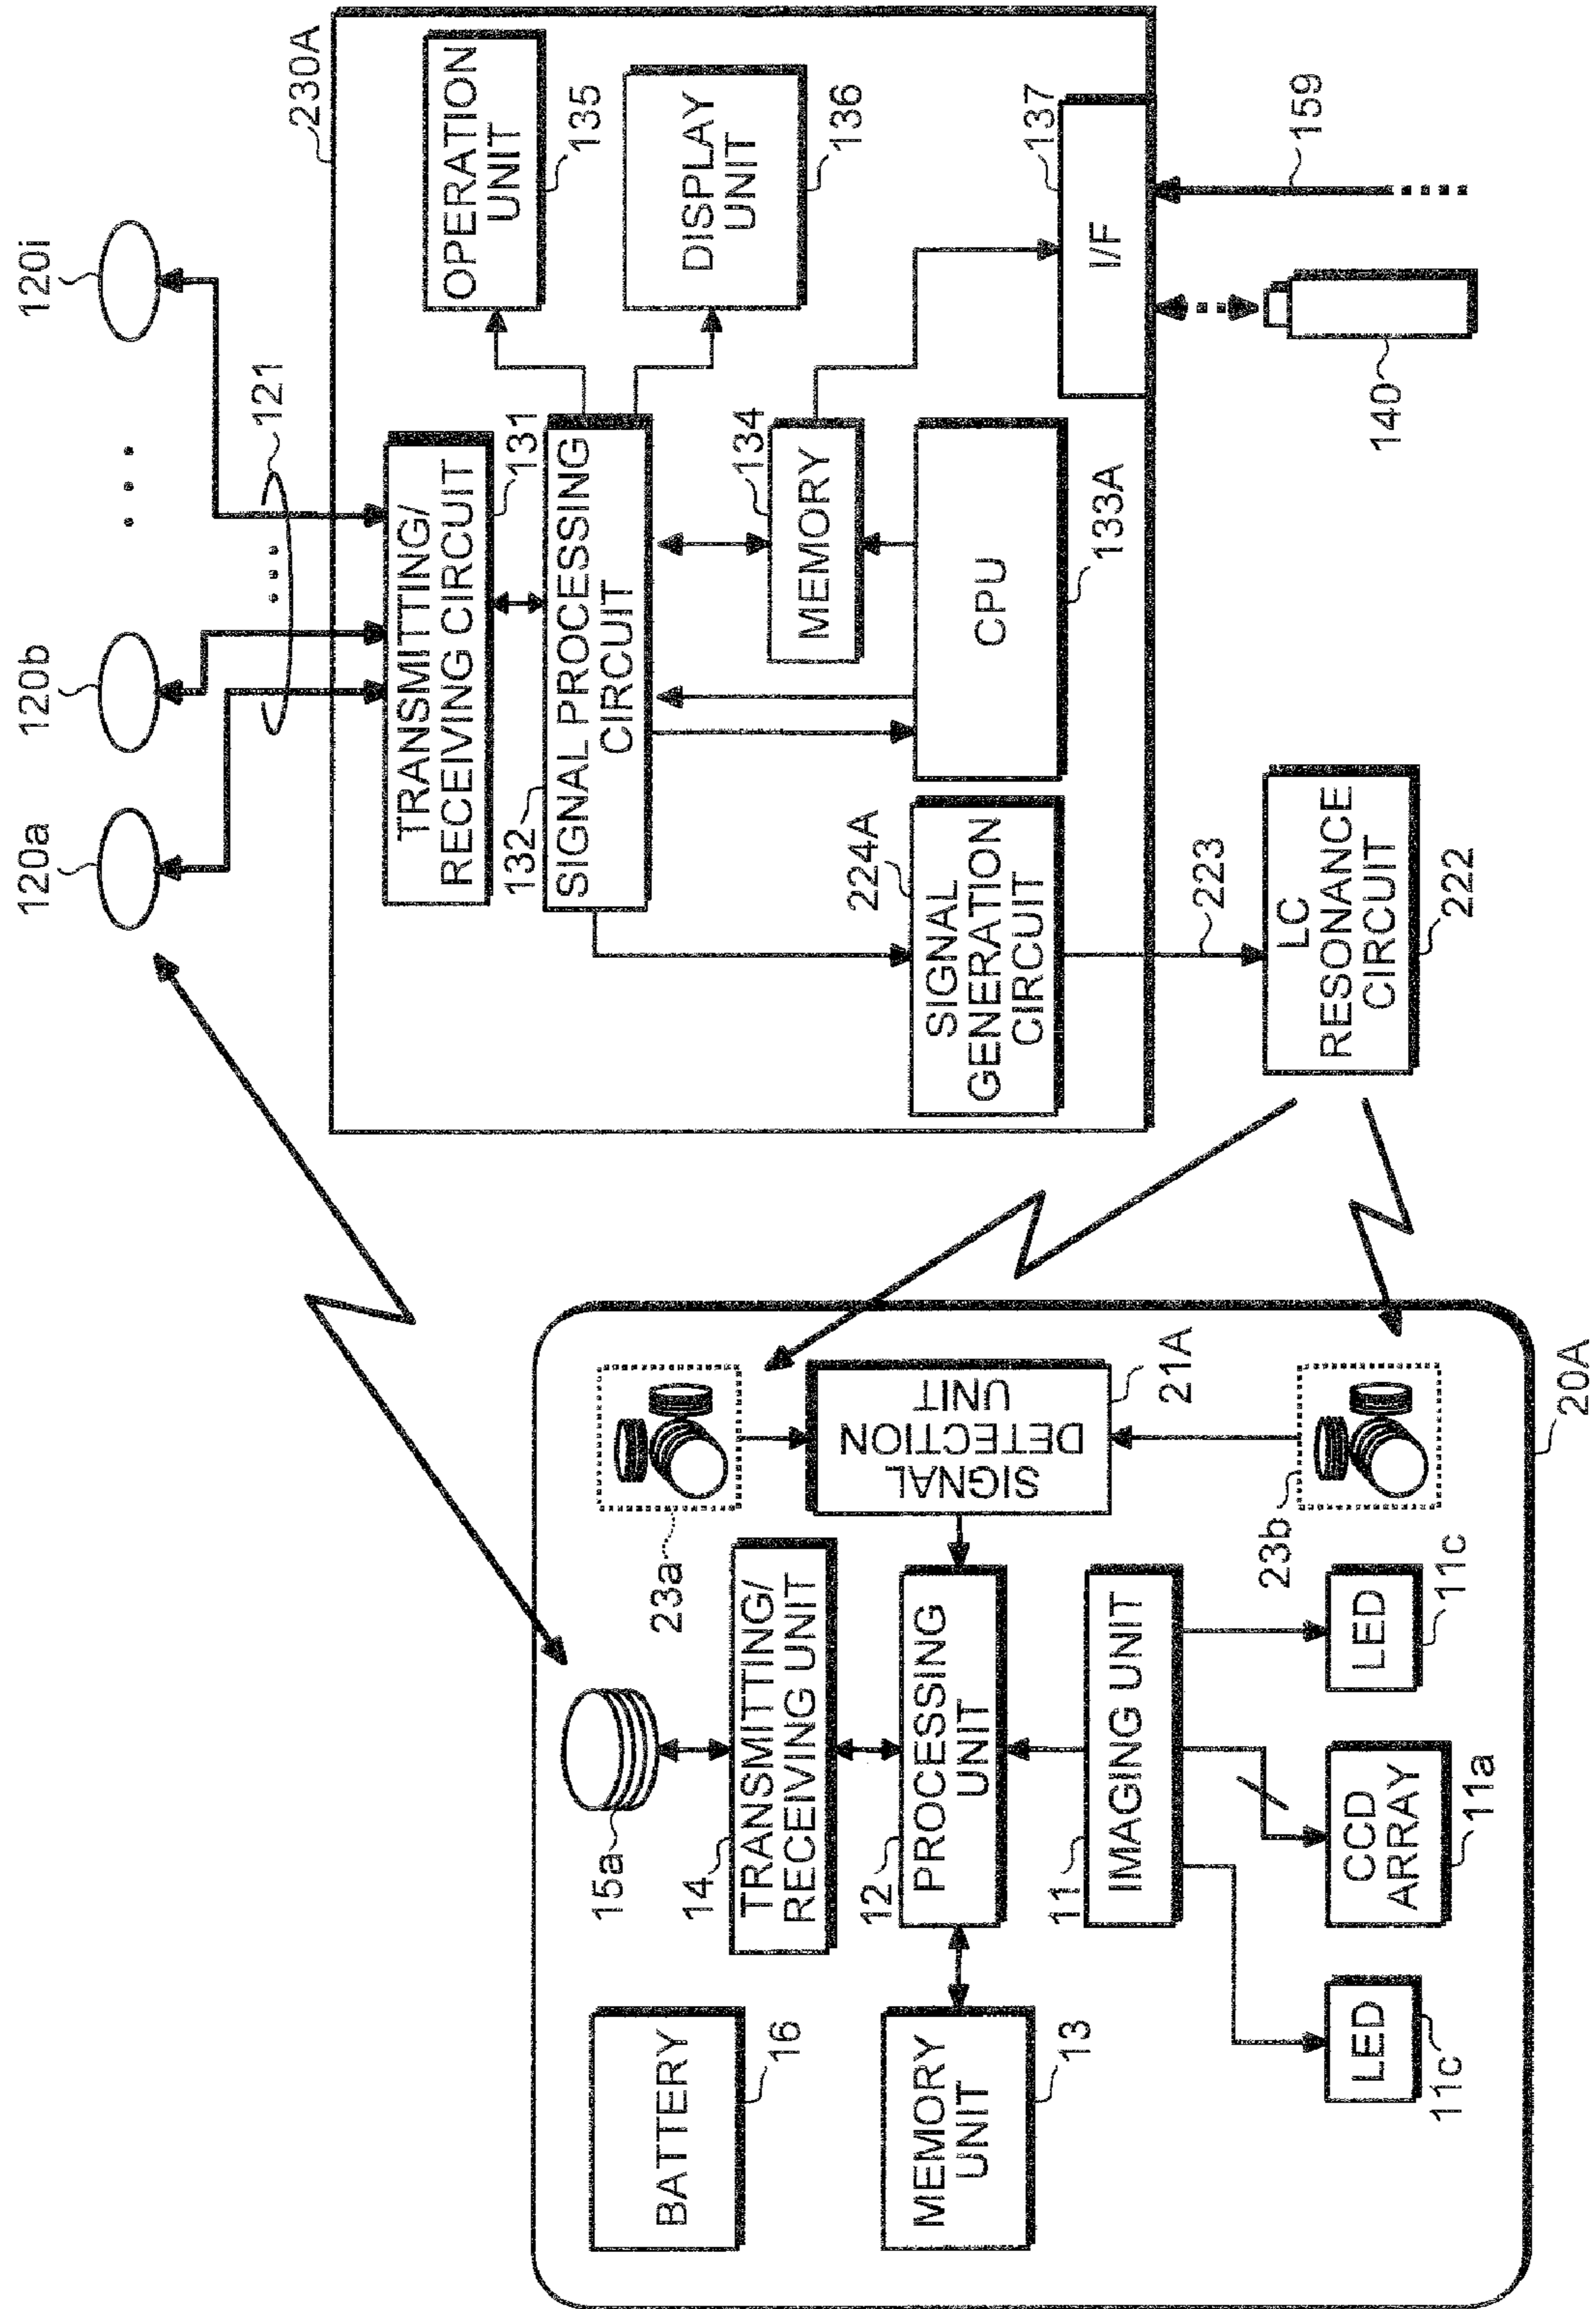 120a
120b
120i
121
230A
TRANSMITTING/
RECEIVING CIRCUIT
131
132
SIGNAL PROCESSING
CIRCUIT
OPERATION
UNIT
135
DISPLAY
UNIT
136
MEMORY
134
CPU
133A
SIGNAL
GENERATION
CIRCUIT
224A
I/F
137
159
140
223
LC
RESONANCE
CIRCUIT
222
20A
BATTERY
16
15a
14
TRANSMITTING/
RECEIVING UNIT
23a
MEMORY
UNIT
13
12
PROCESSING
UNIT
SIGNAL
DETECTION
UNIT
21A
11
IMAGING UNIT
LED
11c
CCD
ARRAY
11a
LED
11c
23b